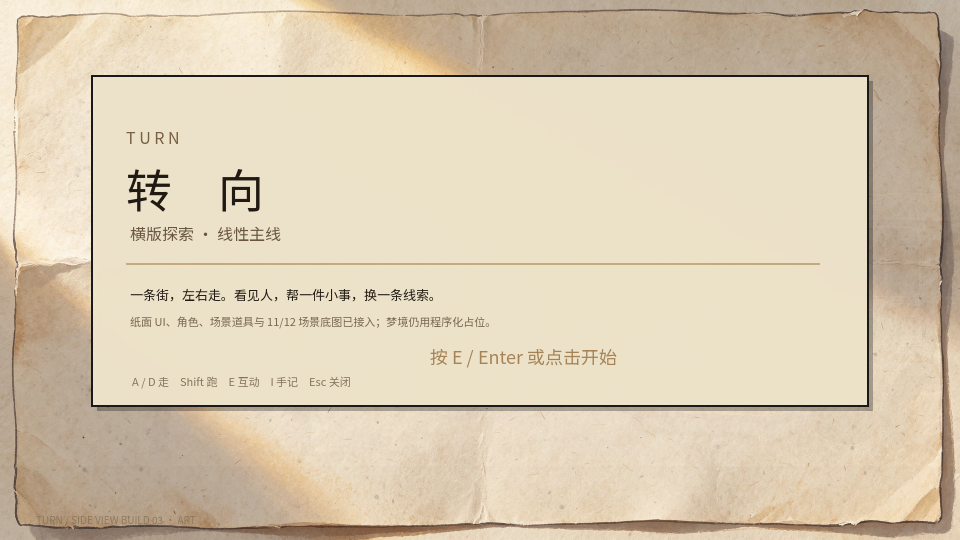 TURN
转 向
横版探索 · 线性主线
一条街，左右走。看见人，帮一件小事，换一条线索。
纸面 UI、角色、场景道具与 11/12 场景底图已接入；梦境仍用程序化占位。
按 E / Enter 或点击开始
A / D 走 Shift 跑 E 互动 I 手记 Esc 关闭
TURN / SIDE VIEW BUILD 03 · ART